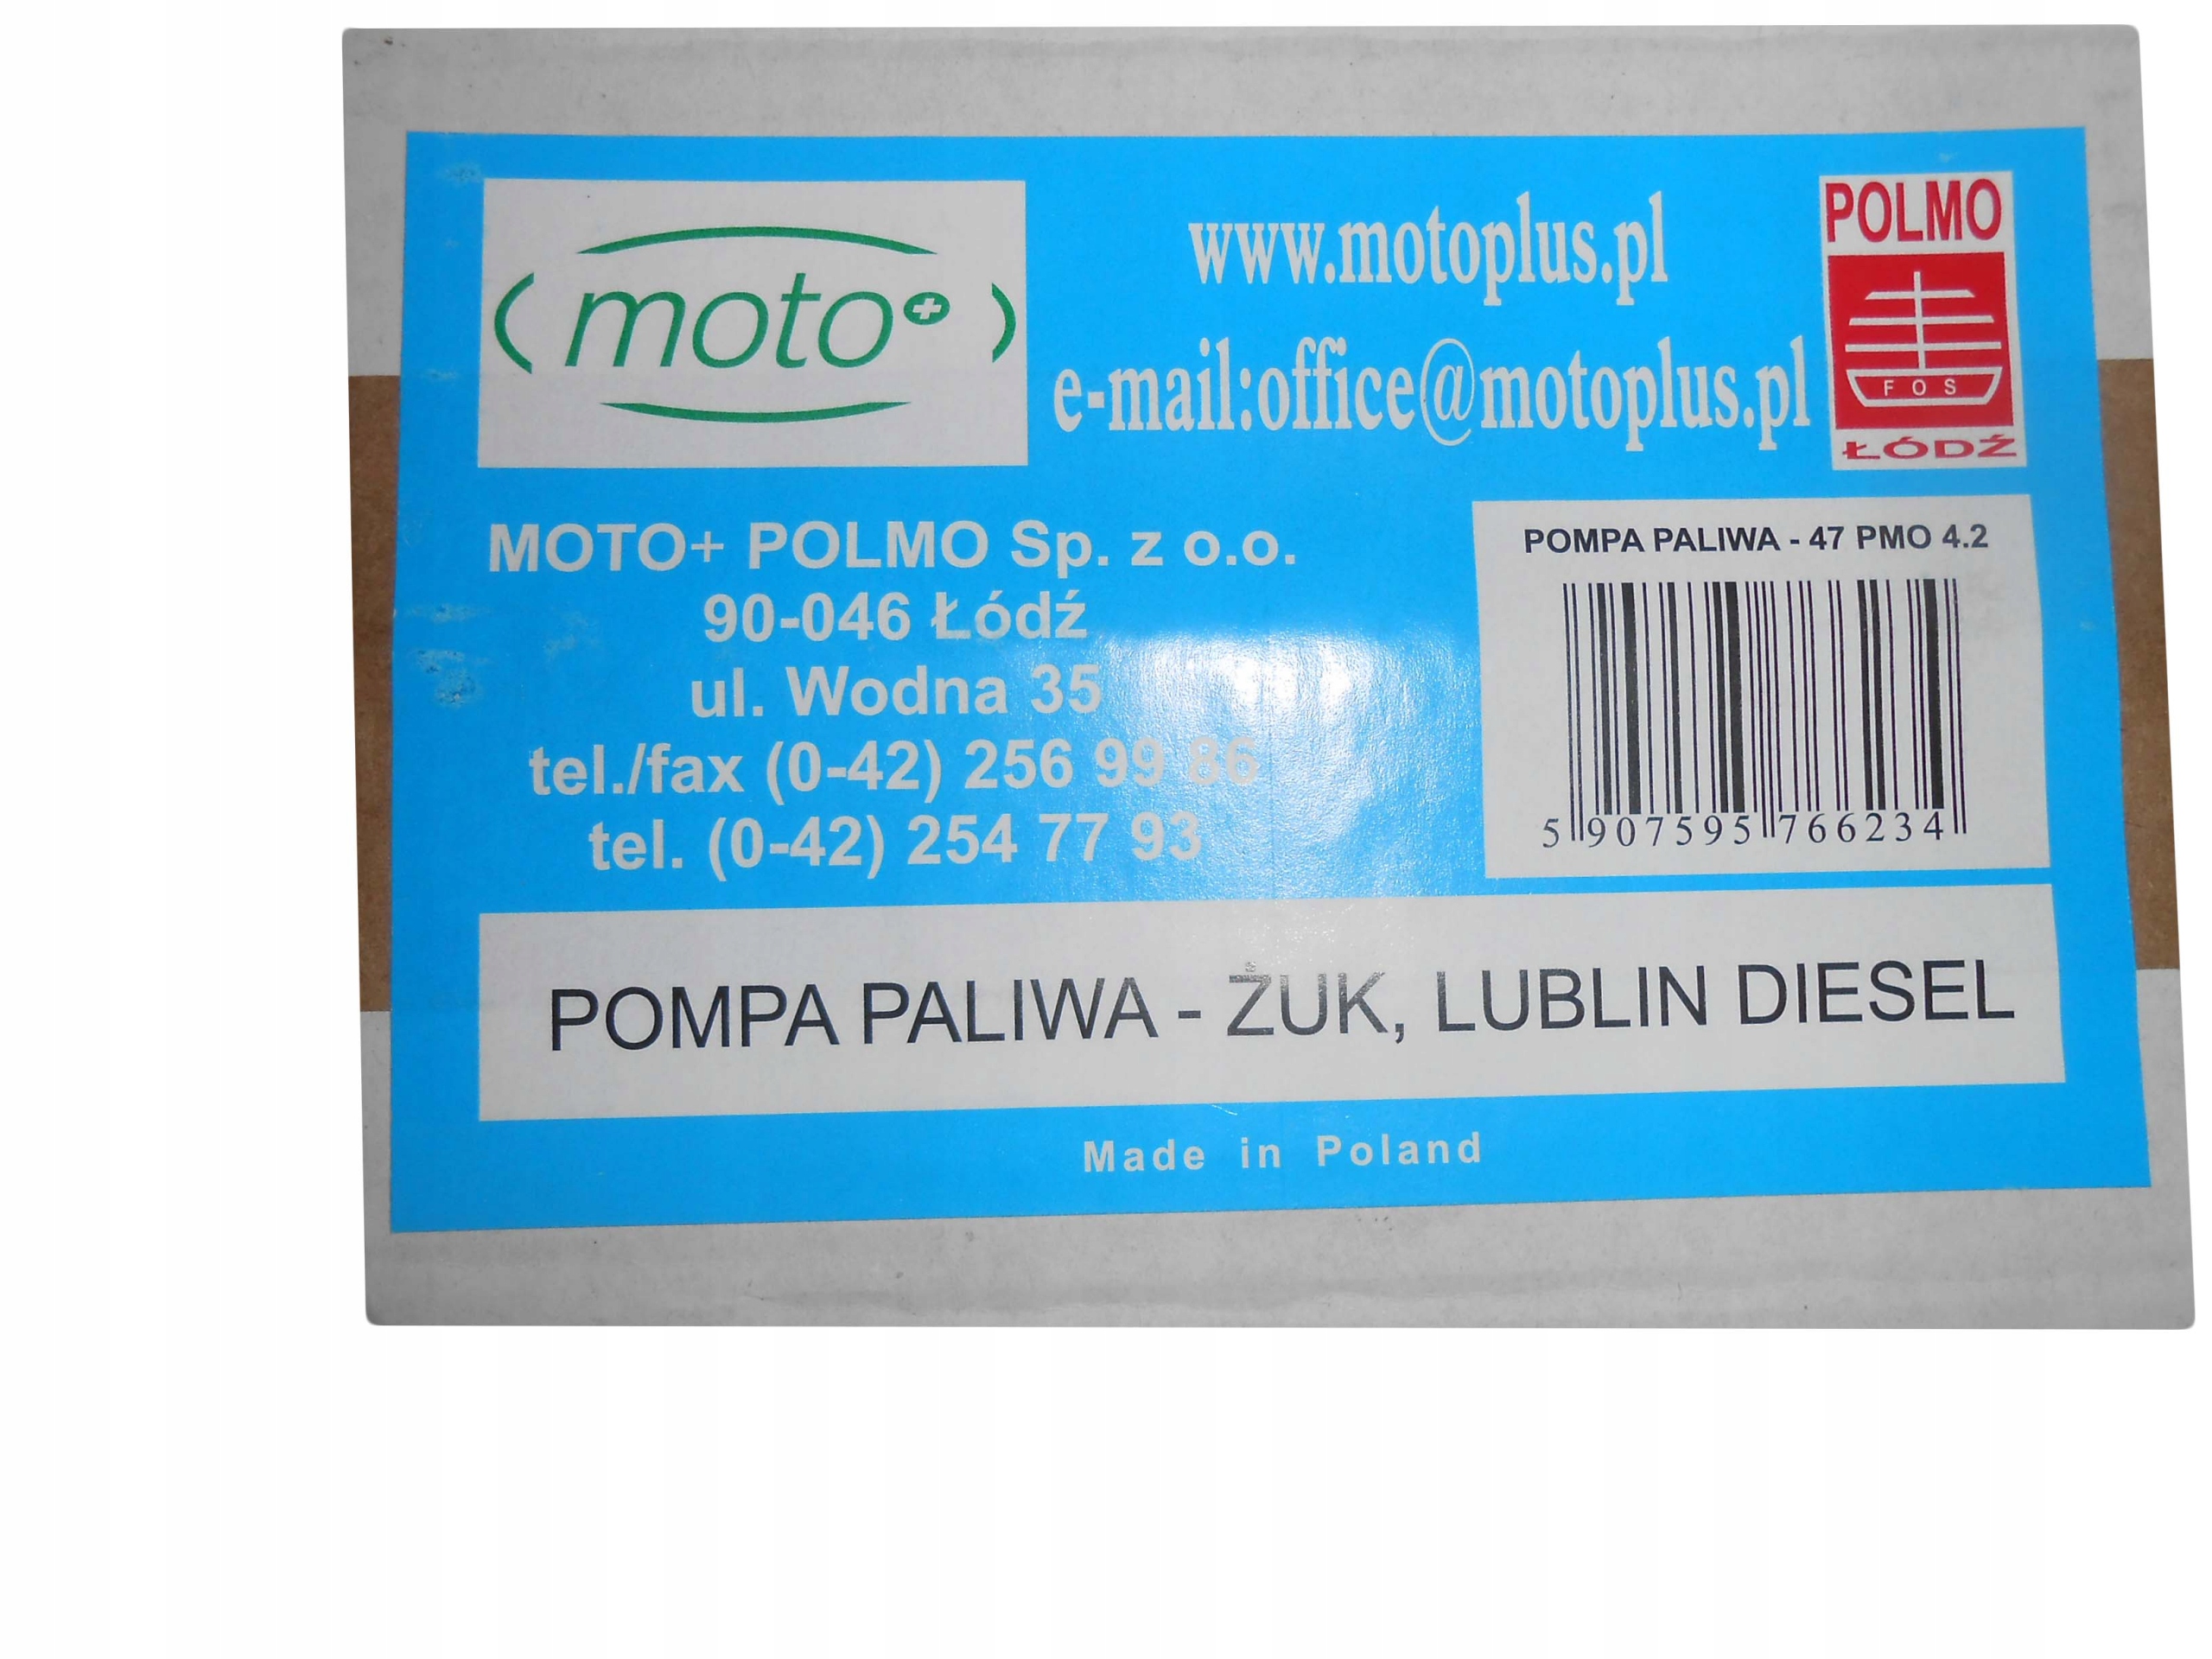 moto+
www.motoplus.pl
e-mail:office@motoplus.pl
POLMO
FOS
ŁÓDŹ
MOTO+ POLMO Sp. z o.o.
90-046 Łódź
ul. Wodna 35
tel./fax (0-42) 256 99 86
tel. (0-42) 254 77 93
POMPA PALIWA - 47 PMO 4.2
5 907595 766234
POMPA PALIWA - ŻUK, LUBLIN DIESEL
Made in Poland